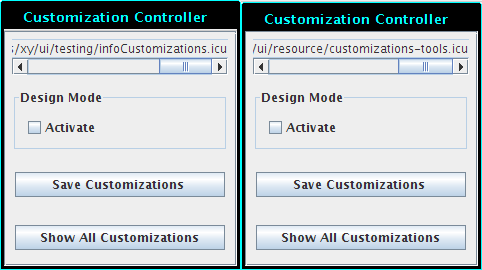 Customization Controller
:/xy/ui/testing/infoCustomizations.icu
Design Mode
Activate
Save Customizations
Show All Customizations
Customization Controller
/ui/resource/customizations-tools.icu
Design Mode
Activate
Save Customizations
Show All Customizations